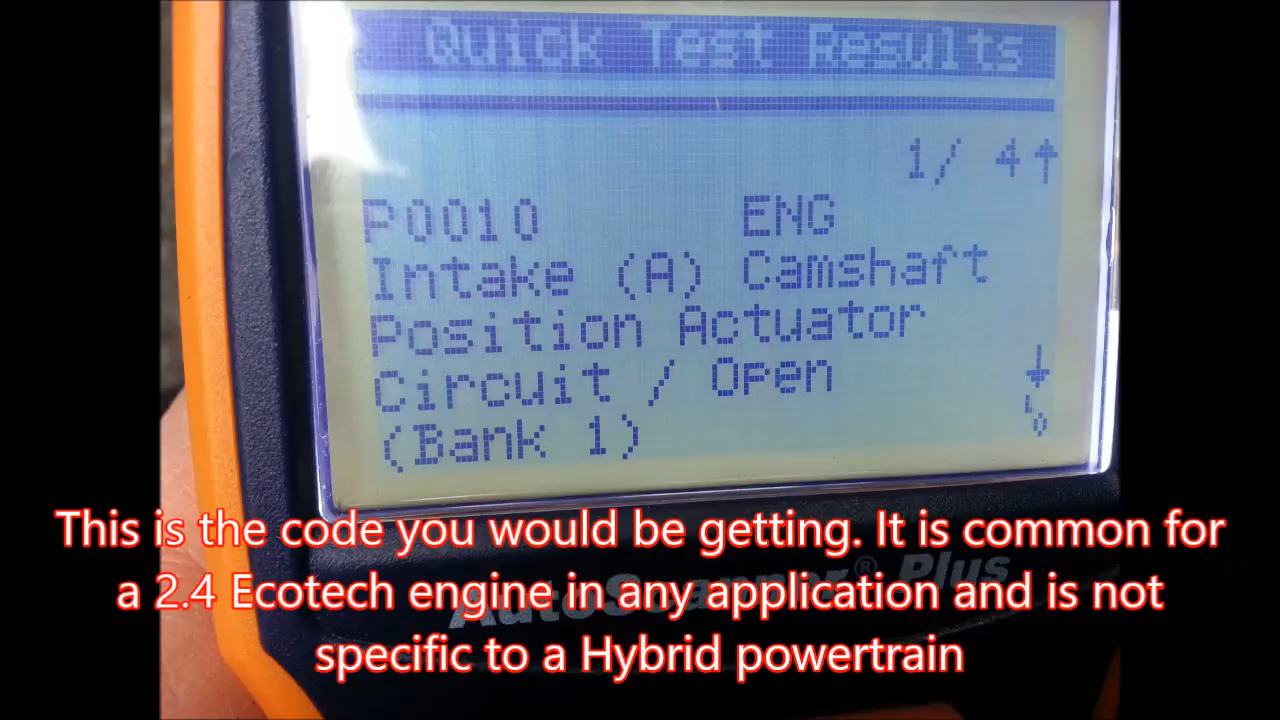 Quick Test Results
1/ 4↑
P0010 ENG
Intake (A) Camshaft
Position Actuator
Circuit / Open
(Bank 1)
This is the code you would be getting. It is common for
a 2.4 Ecotech engine in any application and is not
specific to a Hybrid powertrain
AutoScanner® Plus